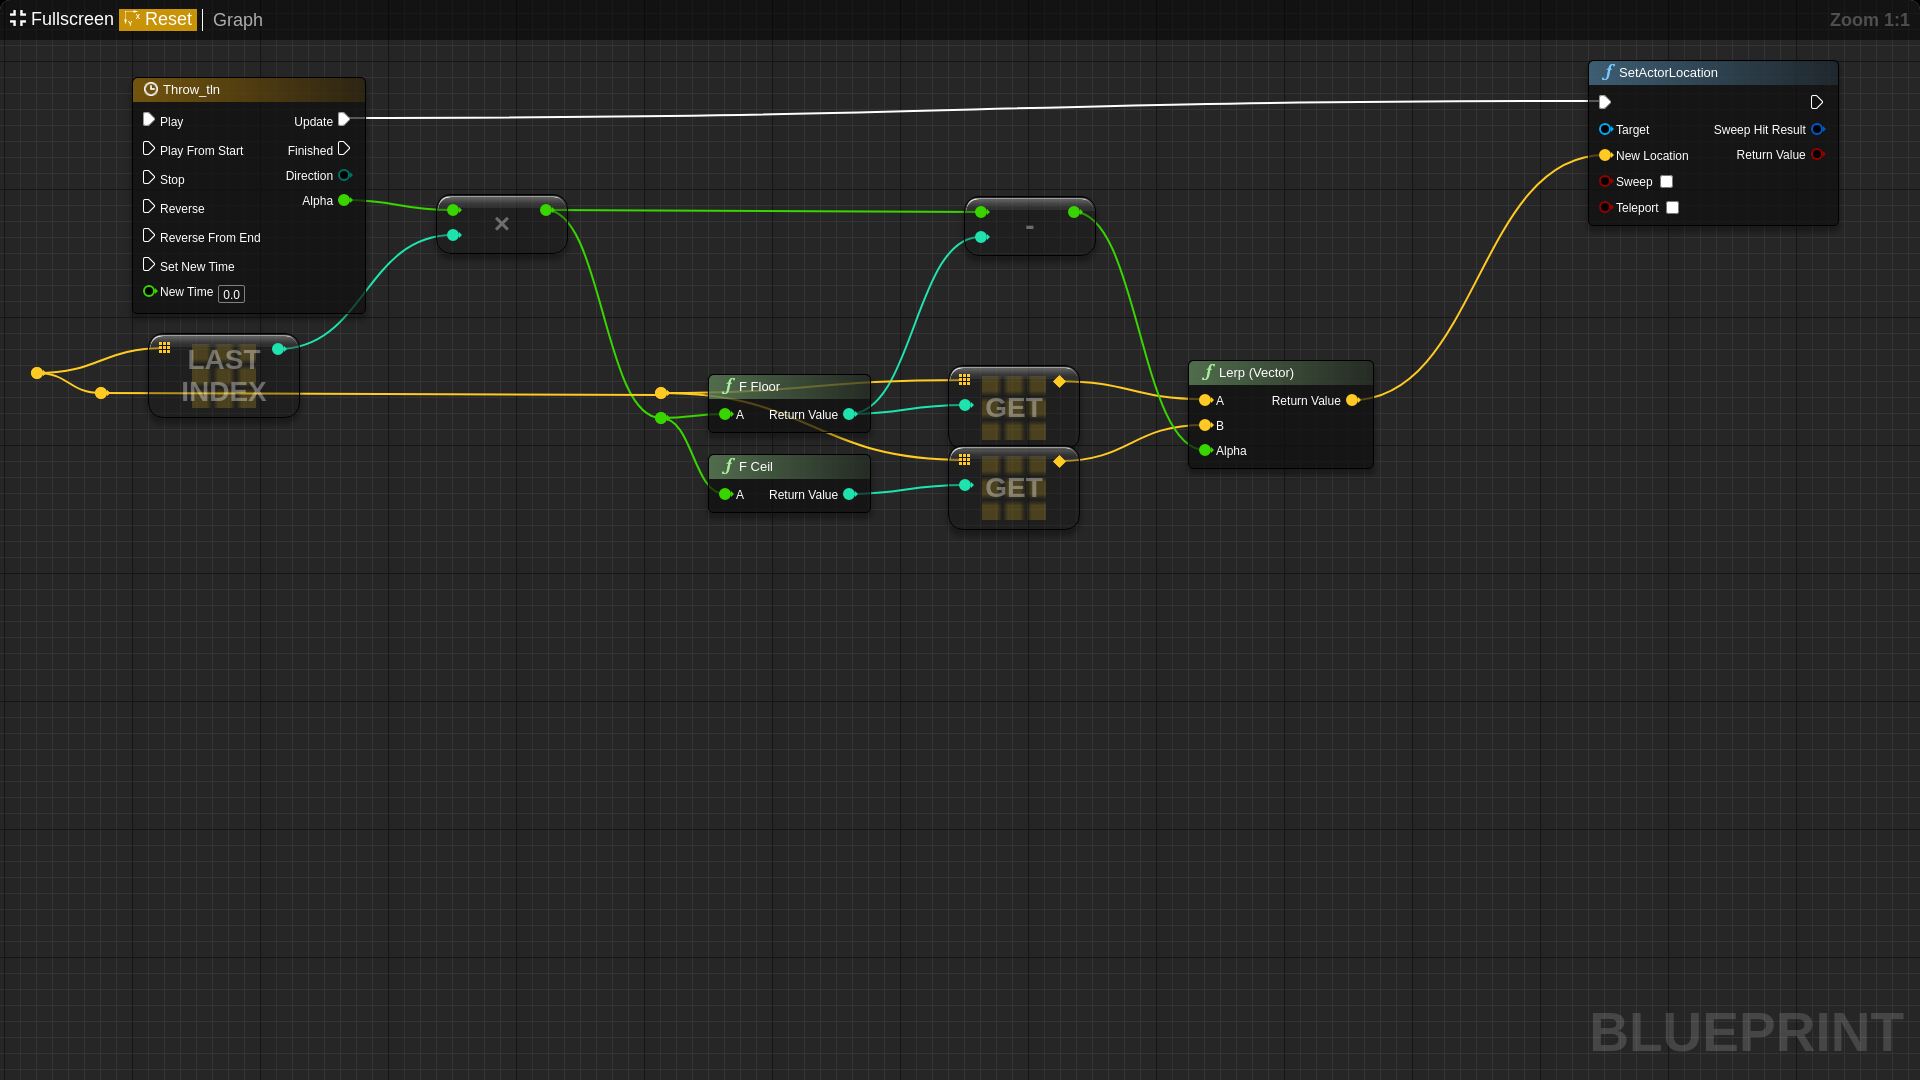 Fullscreen Reset Graph Zoom 1:1
Throw_tln
Play Update
Play From Start Finished
Stop Direction
Reverse Alpha
Reverse From End
Set New Time
New Time 0.0
LAST
INDEX
×
-
F Floor
A Return Value
F Ceil
A Return Value
GET
GET
Lerp (Vector)
A Return Value
B
Alpha
SetActorLocation
Target Sweep Hit Result
New Location Return Value
Sweep
Teleport
BLUEPRINT